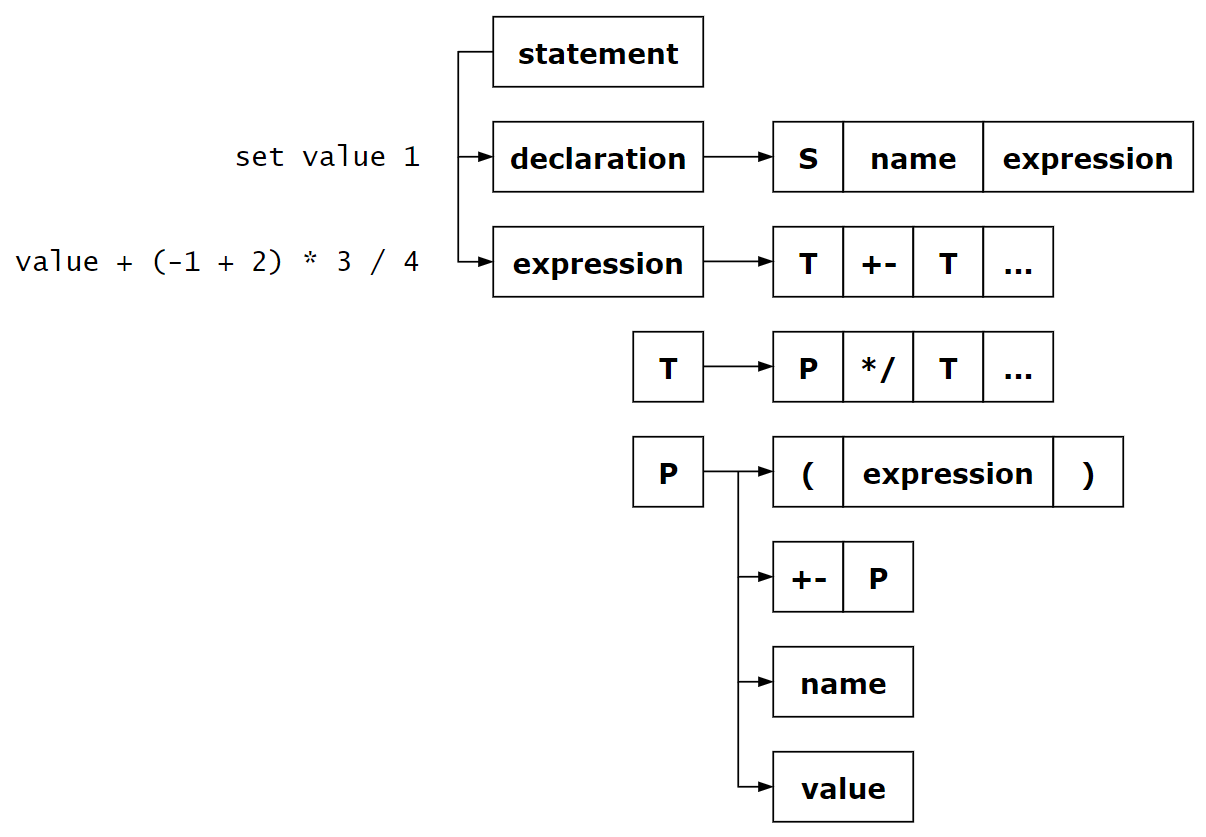 statement
set value 1 declaration S name expression
value + (-1 + 2) * 3 / 4 expression T +- T ...
T P */ T ...
P ( expression )
+- P
name
value